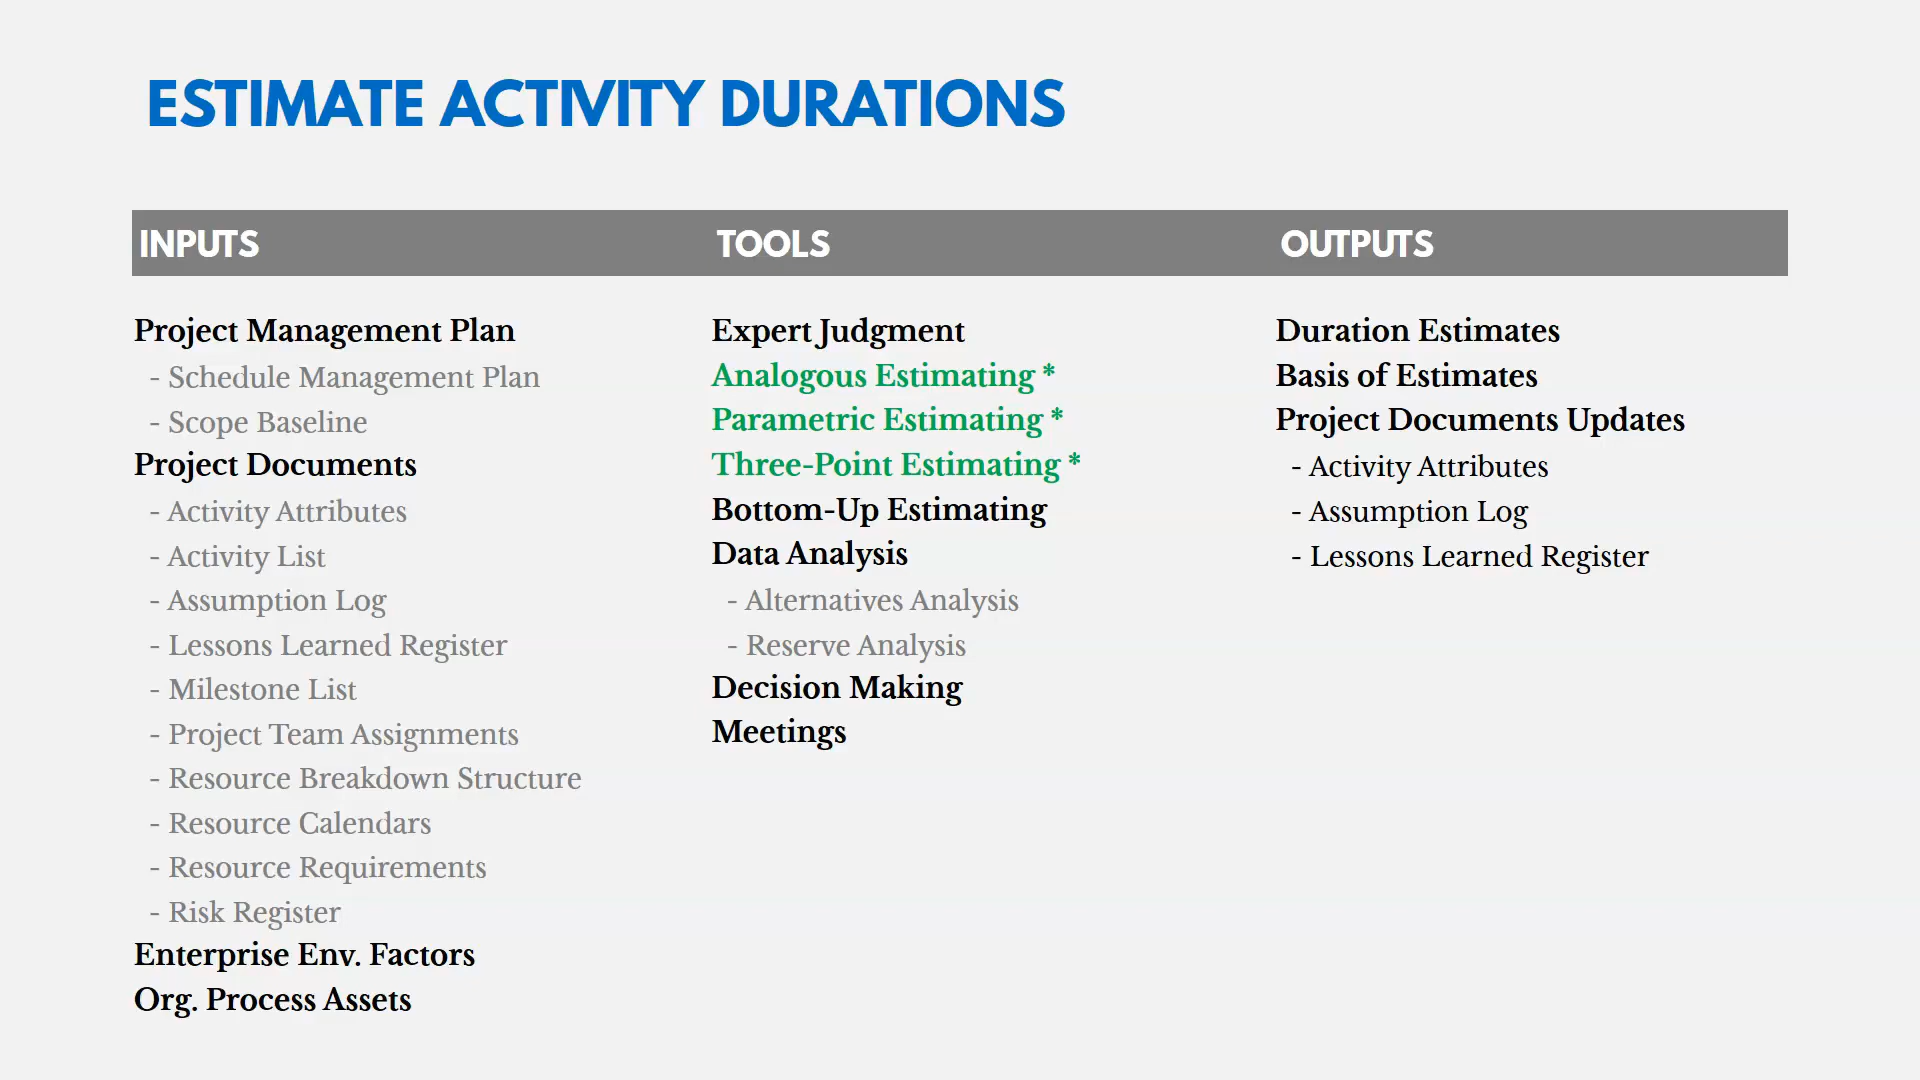 ESTIMATE ACTIVITY DURATIONS
INPUTS
Project Management Plan
- Schedule Management Plan
- Scope Baseline
Project Documents
- Activity Attributes
- Activity List
- Assumption Log
- Lessons Learned Register
- Milestone List
- Project Team Assignments
- Resource Breakdown Structure
- Resource Calendars
- Resource Requirements
- Risk Register
Enterprise Env. Factors
Org. Process Assets
TOOLS
Expert Judgment
Analogous Estimating *
Parametric Estimating *
Three-Point Estimating *
Bottom-Up Estimating
Data Analysis
- Alternatives Analysis
- Reserve Analysis
Decision Making
Meetings
OUTPUTS
Duration Estimates
Basis of Estimates
Project Documents Updates
- Activity Attributes
- Assumption Log
- Lessons Learned Register